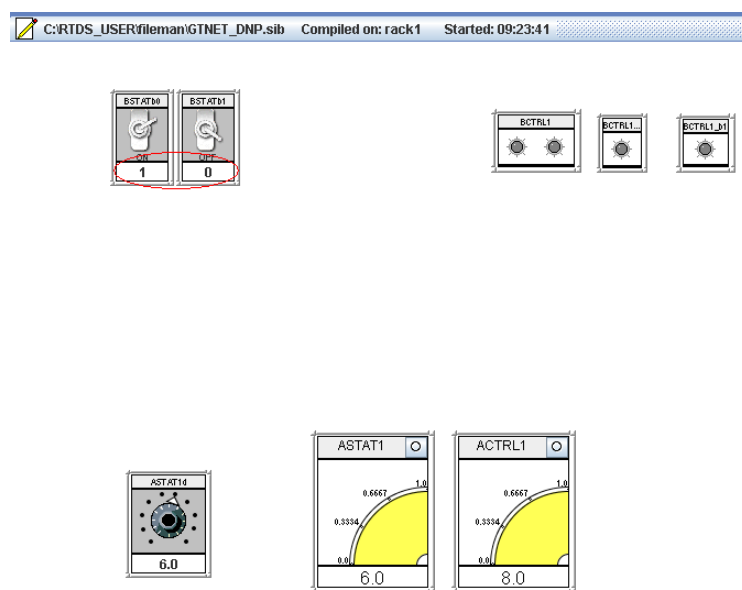 C:\RTDS_USER\fileman\GTNET_DNP.sib Compiled on: rack1 Started: 09:23:41
BSTATb0 BSTATb1
ON OFF
1 0
BCTRL1 BCTRL1... BCTRL1_b1
ASTAT1 ACTRL1
1.0 1.0
0.6667 0.6667
0.3334 0.3334
0.0 0.0
6.0 8.0
ASTAT1d
6.0